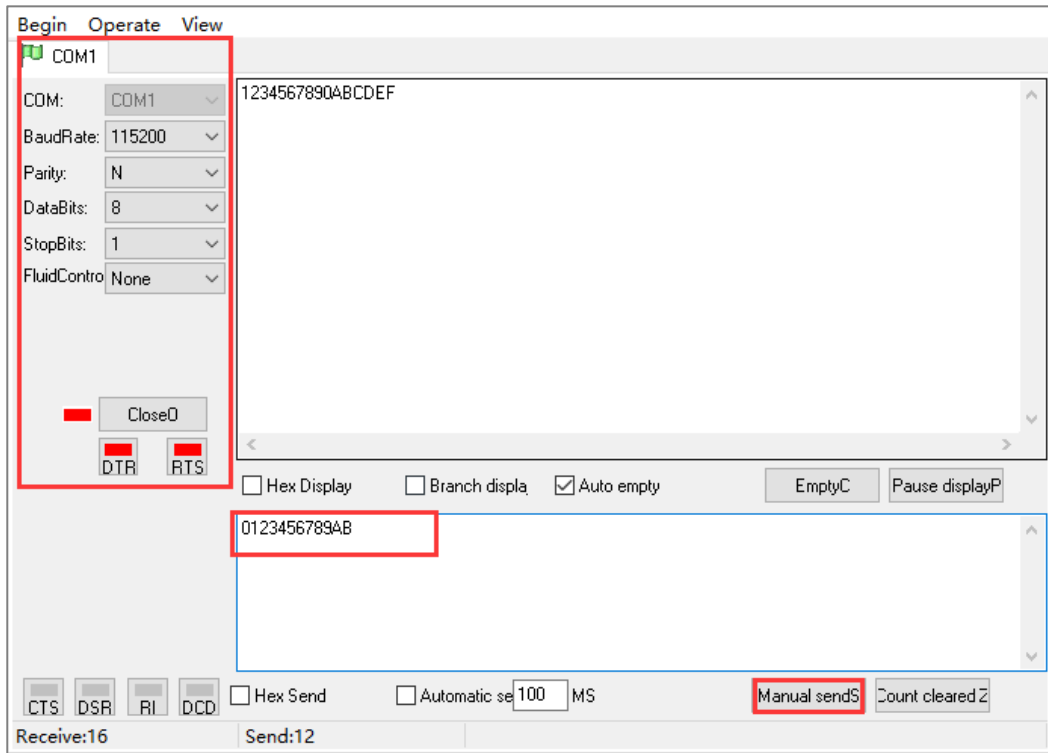 Begin Operate View
COM1
COM: COM1
BaudRate: 115200
Parity: N
DataBits: 8
StopBits: 1
FluidContro None
CloseO
DTR RTS
1234567890ABCDEF
Hex Display Branch displa Auto empty EmptyC Pause displayP
0123456789AB
CTS DSR RI DCD Hex Send Automatic se 100 MS Manual sendS Count cleared Z
Receive:16 Send:12